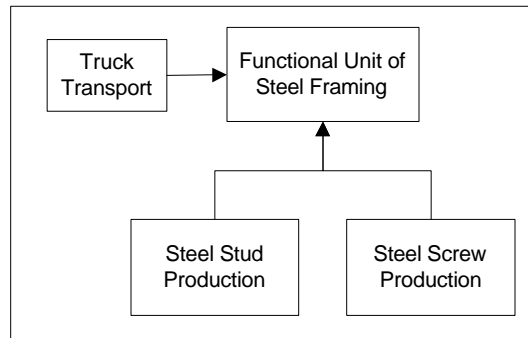 Truck
Transport
Functional Unit of
Steel Framing
Steel Stud
Production
Steel Screw
Production